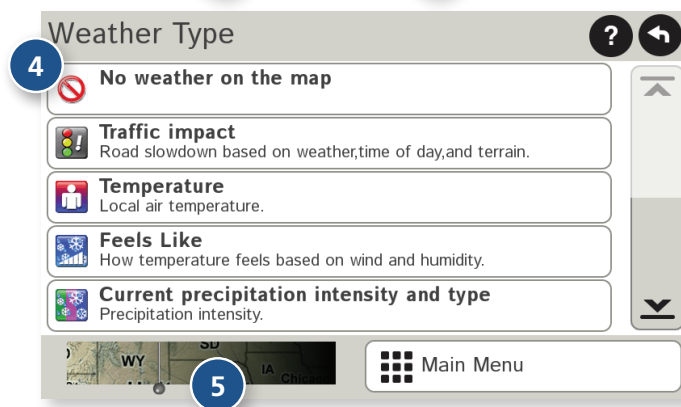 Weather Type
?
4
No weather on the map
Traffic impact
Road slowdown based on weather,time of day,and terrain.
Temperature
Local air temperature.
Feels Like
How temperature feels based on wind and humidity.
Current precipitation intensity and type
Precipitation intensity.
WY
SD
IA
Chicago
5
Main Menu